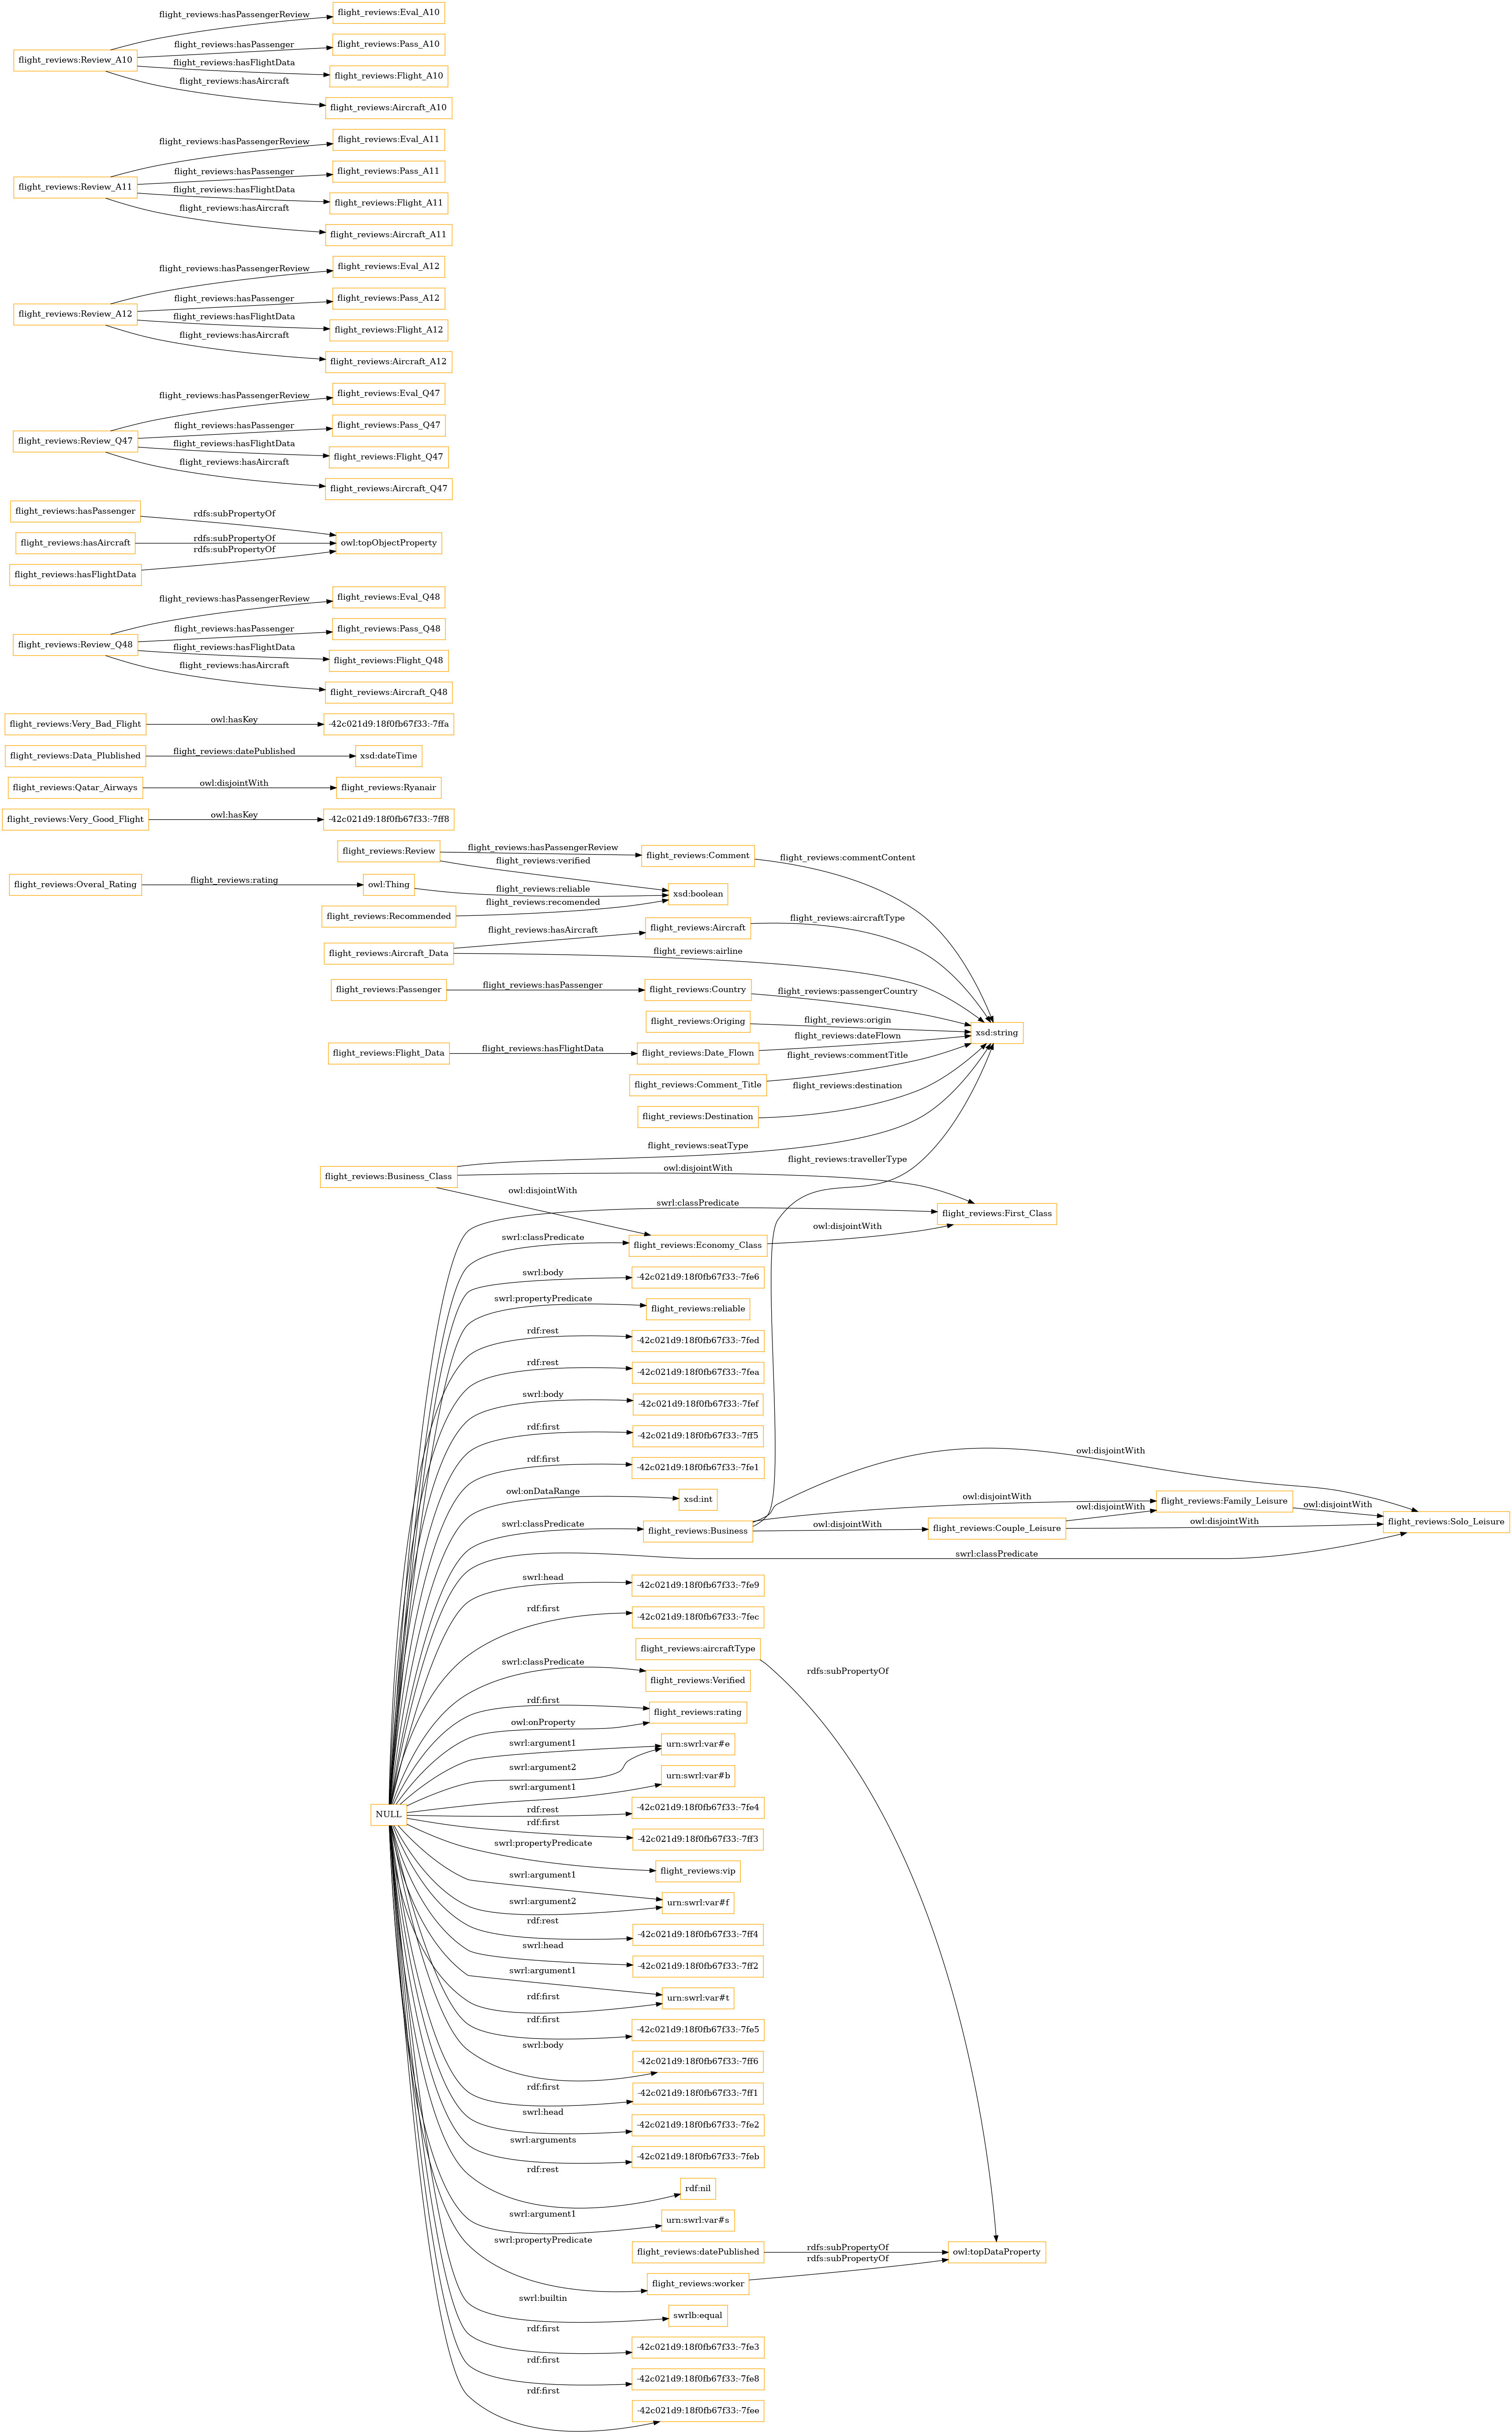 flight_reviews:hasPassengerReview
flight_reviews:Eval_A10
flight_reviews:hasPassenger
flight_reviews:Pass_A10
flight_reviews:Review_A10
flight_reviews:hasFlightData
flight_reviews:Flight_A10
flight_reviews:hasAircraft
flight_reviews:Aircraft_A10
flight_reviews:hasPassengerReview
flight_reviews:Eval_A11
flight_reviews:hasPassenger
flight_reviews:Pass_A11
flight_reviews:Review_A11
flight_reviews:hasFlightData
flight_reviews:Flight_A11
flight_reviews:hasAircraft
flight_reviews:Aircraft_A11
flight_reviews:hasPassengerReview
flight_reviews:Eval_A12
flight_reviews:hasPassenger
flight_reviews:Pass_A12
flight_reviews:Review_A12
flight_reviews:hasFlightData
flight_reviews:Flight_A12
flight_reviews:hasAircraft
flight_reviews:Aircraft_A12
flight_reviews:hasPassengerReview
flight_reviews:Eval_Q47
flight_reviews:hasPassenger
flight_reviews:Pass_Q47
flight_reviews:Review_Q47
flight_reviews:hasFlightData
flight_reviews:Flight_Q47
flight_reviews:hasAircraft
flight_reviews:Aircraft_Q47
flight_reviews:hasPassenger
rdfs:subPropertyOf
flight_reviews:hasAircraft
rdfs:subPropertyOf
owl:topObjectProperty
rdfs:subPropertyOf
flight_reviews:hasFlightData
flight_reviews:hasPassengerReview
flight_reviews:Eval_Q48
flight_reviews:hasPassenger
flight_reviews:Pass_Q48
flight_reviews:Review_Q48
flight_reviews:hasFlightData
flight_reviews:Flight_Q48
flight_reviews:hasAircraft
flight_reviews:Aircraft_Q48
flight_reviews:Very_Bad_Flight
owl:hasKey
-42c021d9:18f0fb67f33:-7ffa
flight_reviews:Data_Plublished
flight_reviews:datePublished
xsd:dateTime
flight_reviews:Qatar_Airways
owl:disjointWith
flight_reviews:Ryanair
flight_reviews:Very_Good_Flight
owl:hasKey
-42c021d9:18f0fb67f33:-7ff8
flight_reviews:Review
flight_reviews:hasPassengerReview
flight_reviews:Comment
flight_reviews:commentContent
flight_reviews:verified
flight_reviews:Overal_Rating
flight_reviews:rating
owl:Thing
flight_reviews:reliable
xsd:boolean
flight_reviews:Recommended
flight_reviews:recomended
flight_reviews:Aircraft
flight_reviews:aircraftType
flight_reviews:hasAircraft
flight_reviews:Aircraft_Data
flight_reviews:airline
flight_reviews:Passenger
flight_reviews:hasPassenger
flight_reviews:Country
flight_reviews:passengerCountry
flight_reviews:Origing
flight_reviews:origin
xsd:string
flight_reviews:Flight_Data
flight_reviews:hasFlightData
flight_reviews:Date_Flown
flight_reviews:dateFlown
flight_reviews:commentTitle
flight_reviews:Comment_Title
flight_reviews:destination
flight_reviews:Destination
flight_reviews:seatType
flight_reviews:travellerType
flight_reviews:Business_Class
owl:disjointWith
owl:disjointWith
swrl:classPredicate
flight_reviews:First_Class
owl:disjointWith
swrl:classPredicate
flight_reviews:Economy_Class
swrl:body
-42c021d9:18f0fb67f33:-7fe6
swrl:propertyPredicate
flight_reviews:reliable
rdf:rest
-42c021d9:18f0fb67f33:-7fed
rdf:rest
-42c021d9:18f0fb67f33:-7fea
swrl:body
-42c021d9:18f0fb67f33:-7fef
rdf:first
-42c021d9:18f0fb67f33:-7ff5
owl:disjointWith
rdf:first
-42c021d9:18f0fb67f33:-7fe1
owl:onDataRange
xsd:int
owl:disjointWith
flight_reviews:Family_Leisure
owl:disjointWith
owl:disjointWith
swrl:classPredicate
flight_reviews:Business
owl:disjointWith
flight_reviews:Couple_Leisure
owl:disjointWith
flight_reviews:Solo_Leisure
swrl:classPredicate
swrl:head
-42c021d9:18f0fb67f33:-7fe9
rdf:first
-42c021d9:18f0fb67f33:-7fec
flight_reviews:aircraftType
rdfs:subPropertyOf
swrl:classPredicate
flight_reviews:Verified
rdf:first
flight_reviews:rating
owl:onProperty
swrl:argument1
urn:swrl:var#e
swrl:argument2
swrl:argument1
urn:swrl:var#b
NULL
rdf:rest
-42c021d9:18f0fb67f33:-7fe4
rdf:first
-42c021d9:18f0fb67f33:-7ff3
swrl:propertyPredicate
flight_reviews:vip
swrl:argument1
swrl:argument2
urn:swrl:var#f
rdf:rest
-42c021d9:18f0fb67f33:-7ff4
swrl:head
-42c021d9:18f0fb67f33:-7ff2
swrl:argument1
rdf:first
urn:swrl:var#t
rdf:first
-42c021d9:18f0fb67f33:-7fe5
swrl:body
-42c021d9:18f0fb67f33:-7ff6
rdf:first
-42c021d9:18f0fb67f33:-7ff1
swrl:head
-42c021d9:18f0fb67f33:-7fe2
swrl:arguments
-42c021d9:18f0fb67f33:-7feb
rdf:rest
rdf:nil
swrl:argument1
urn:swrl:var#s
swrl:propertyPredicate
flight_reviews:datePublished
rdfs:subPropertyOf
owl:topDataProperty
rdfs:subPropertyOf
flight_reviews:worker
swrl:builtin
swrlb:equal
rdf:first
-42c021d9:18f0fb67f33:-7fe3
rdf:first
-42c021d9:18f0fb67f33:-7fe8
rdf:first
-42c021d9:18f0fb67f33:-7fee